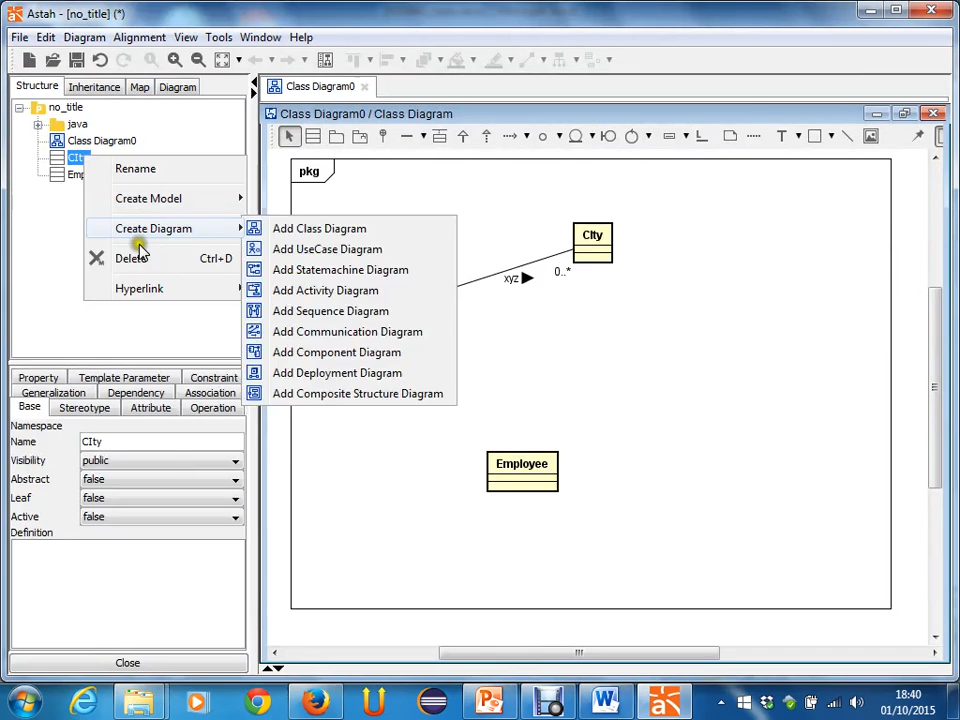 Astah - [no_title] (*)
File Edit Diagram Alignment View Tools Window Help
Structure Inheritance Map Diagram
Class Diagram0
no_title
java
Class Diagram0
CIty
Emp
Class Diagram0 / Class Diagram
T
pkg
CIty
xyz
0..*
Employee
Rename
Create Model
Create Diagram
Delete Ctrl+D
Hyperlink
Add Class Diagram
Add UseCase Diagram
Add Statemachine Diagram
Add Activity Diagram
Add Sequence Diagram
Add Communication Diagram
Add Component Diagram
Add Deployment Diagram
Add Composite Structure Diagram
Property Template Parameter Constraint
Generalization Dependency Association
Base Stereotype Attribute Operation
Namespace
Name CIty
Visibility public
Abstract false
Leaf false
Active false
Definition
Close
18:40
01/10/2015